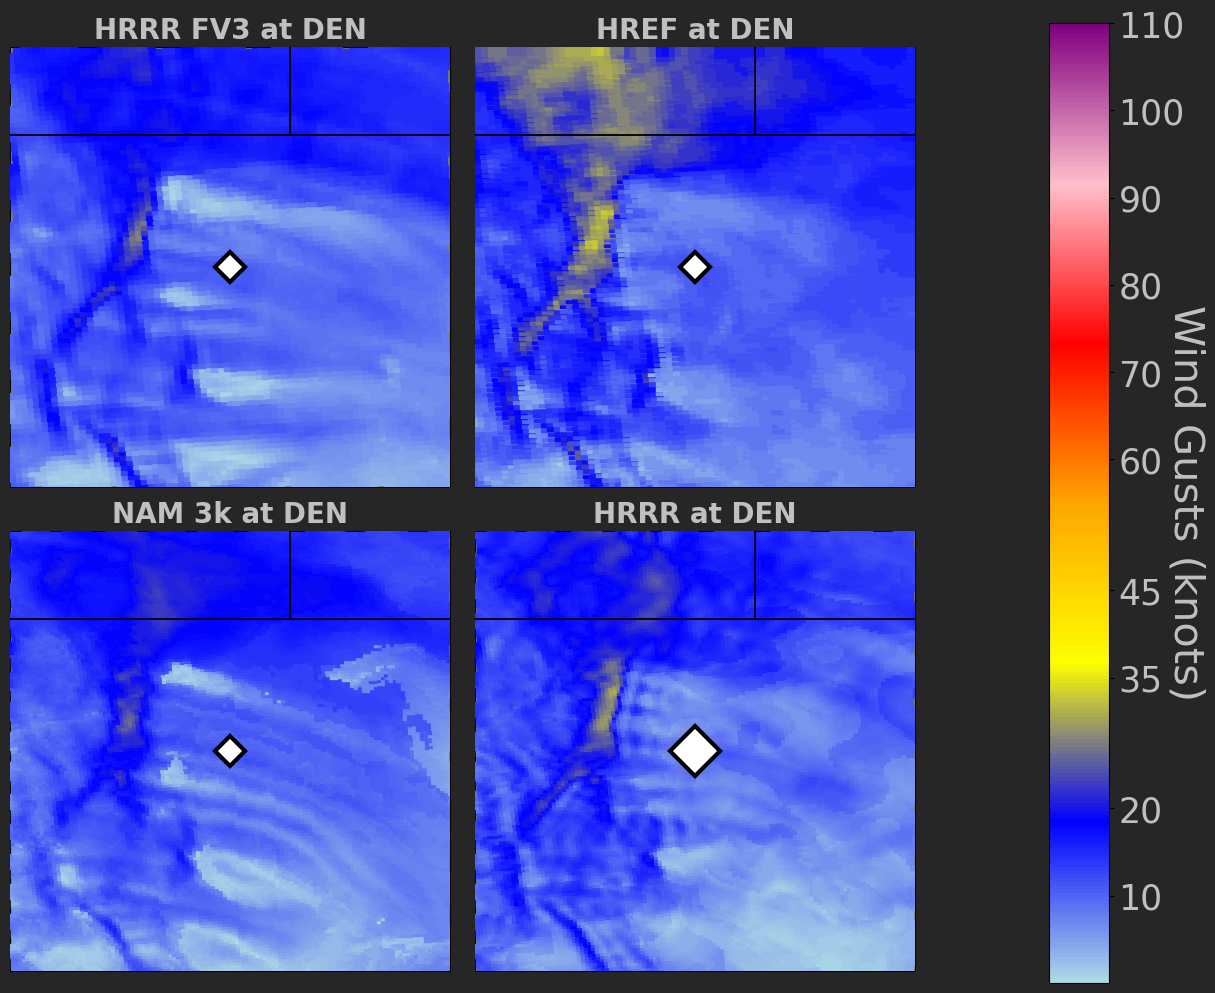 HRRR FV3 at DEN
HREF at DEN
NAM 3k at DEN
HRRR at DEN
110
100
90
80
70
60
45
35
20
10
Wind Gusts (knots)